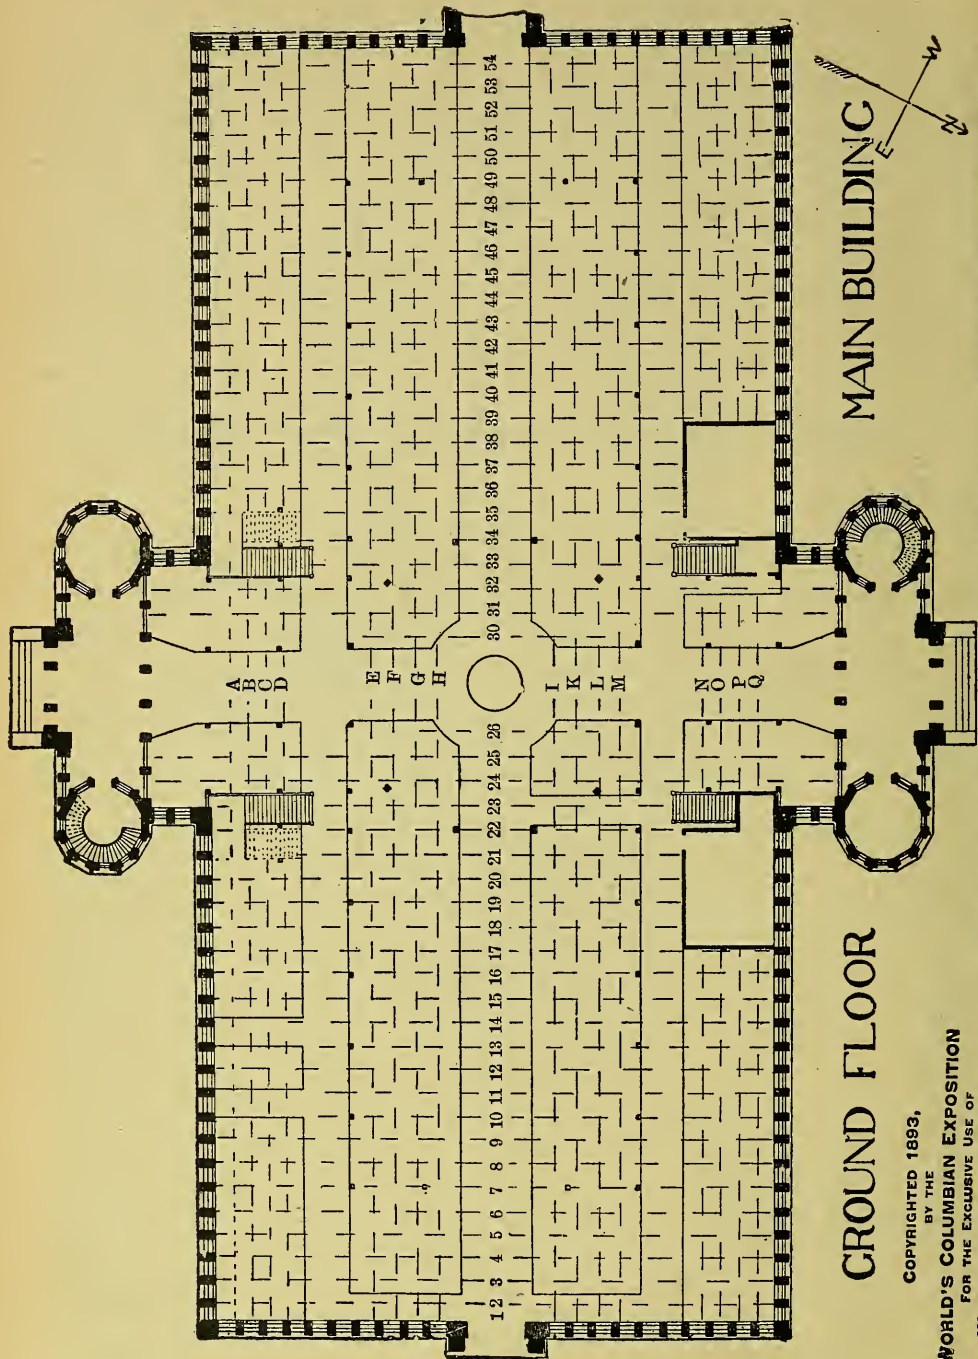 GROUND FLOOR
MAIN BUILDING
W
N
E
A
B
C
D
E
F
G
H
I
K
L
M
N
O
P
Q
1 2 3 4 5 6 7 8 9 10 11 12 13 14 15 16 17 18 19 20 21 22 23 24 25 26
30 31 32 33 34 35 36 37 38 39 40 41 42 43 44 45 46 47 48 49 50 51 52 53 54
COPYRIGHTED 1893,
BY THE
WORLD'S COLUMBIAN EXPOSITION
FOR THE EXCLUSIVE USE OF